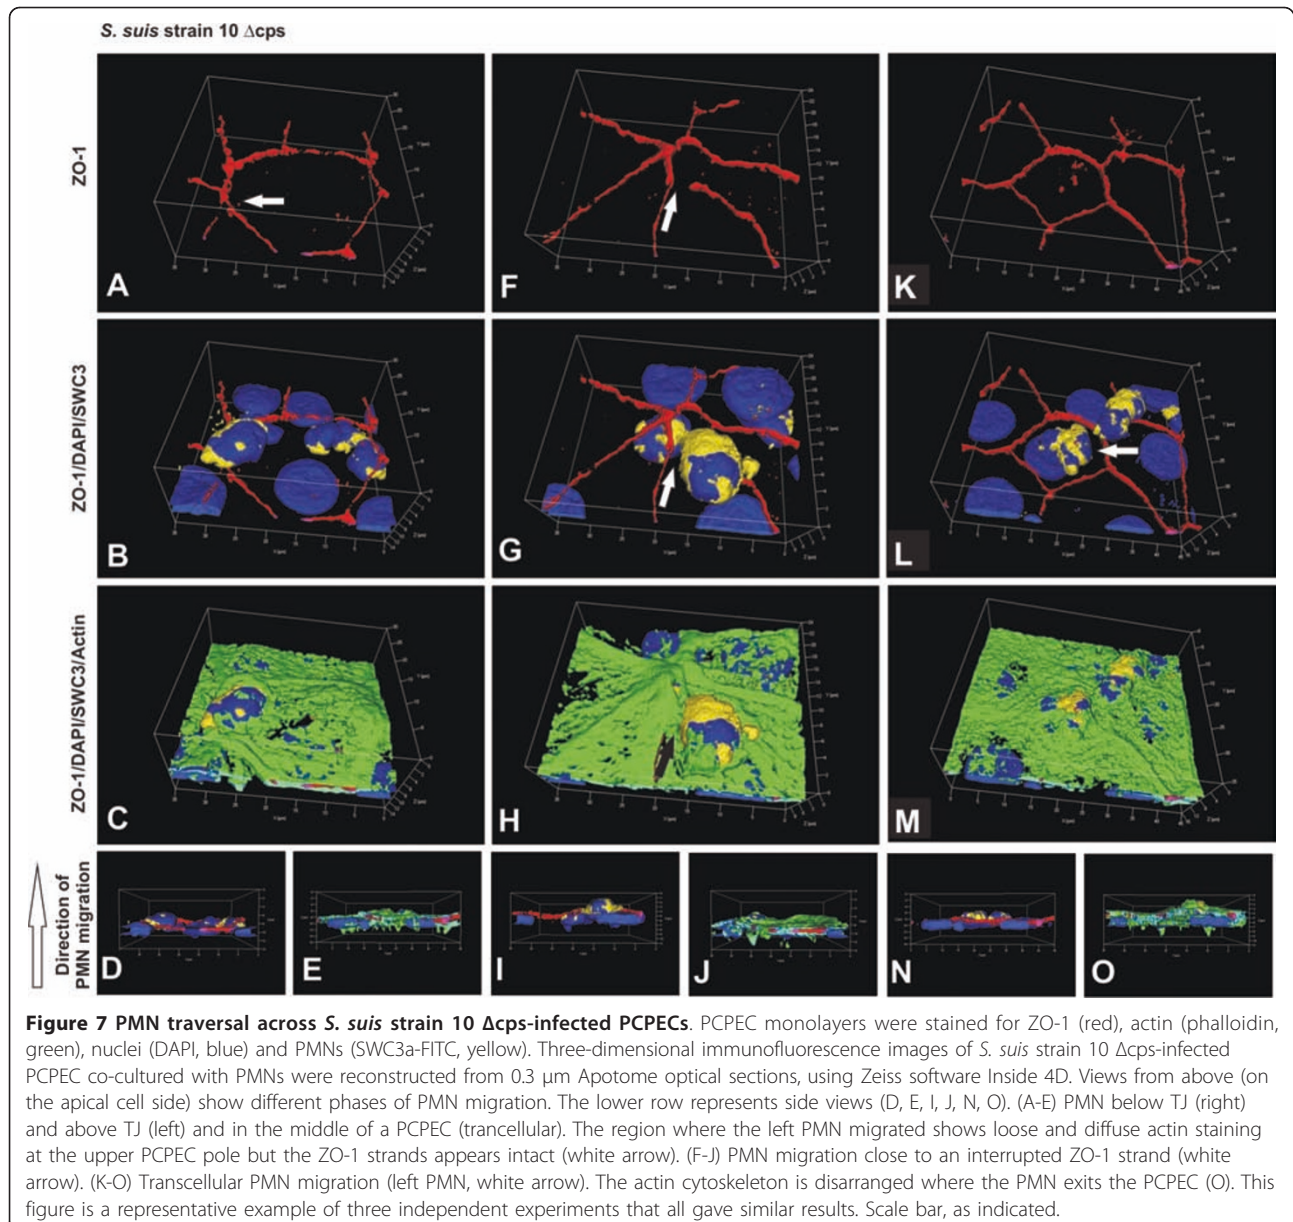 S. suis strain 10 Δcps
ZO-1
A
F
K
ZO-1/DAPI/SWC3
B
G
L
ZO-1/DAPI/SWC3/Actin
C
H
M
Direction of
PMN migration
D
E
I
J
N
O
Figure 7 PMN traversal across S. suis strain 10 Δcps-infected PCPECs. PCPEC monolayers were stained for ZO-1 (red), actin (phalloidin,
green), nuclei (DAPI, blue) and PMNs (SWC3a-FITC, yellow). Three-dimensional immunofluorescence images of S. suis strain 10 Δcps-infected
PCPEC co-cultured with PMNs were reconstructed from 0.3 μm Apotome optical sections, using Zeiss software Inside 4D. Views from above (on
the apical cell side) show different phases of PMN migration. The lower row represents side views (D, E, I, J, N, O). (A-E) PMN below TJ (right)
and above TJ (left) and in the middle of a PCPEC (trancellular). The region where the left PMN migrated shows loose and diffuse actin staining
at the upper PCPEC pole but the ZO-1 strands appears intact (white arrow). (F-J) PMN migration close to an interrupted ZO-1 strand (white
arrow). (K-O) Transcellular PMN migration (left PMN, white arrow). The actin cytoskeleton is disarranged where the PMN exits the PCPEC (O). This
figure is a representative example of three independent experiments that all gave similar results. Scale bar, as indicated.